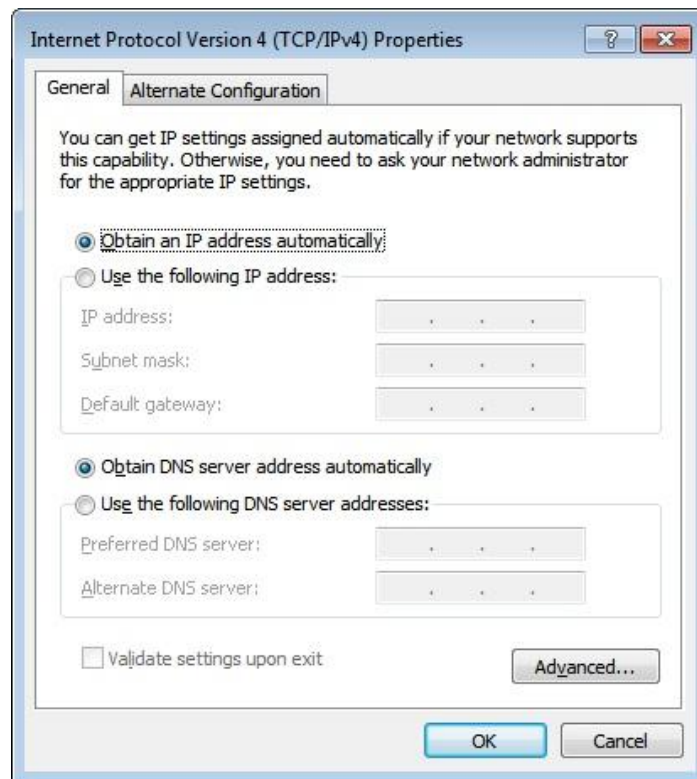 Internet Protocol Version 4 (TCP/IPv4) Properties
General
Alternate Configuration
You can get IP settings assigned automatically if your network supports
this capability. Otherwise, you need to ask your network administrator
for the appropriate IP settings.
Obtain an IP address automatically
Use the following IP address:
IP address:
Subnet mask:
Default gateway:
Obtain DNS server address automatically
Use the following DNS server addresses:
Preferred DNS server:
Alternate DNS server:
Validate settings upon exit
Advanced...
OK
Cancel